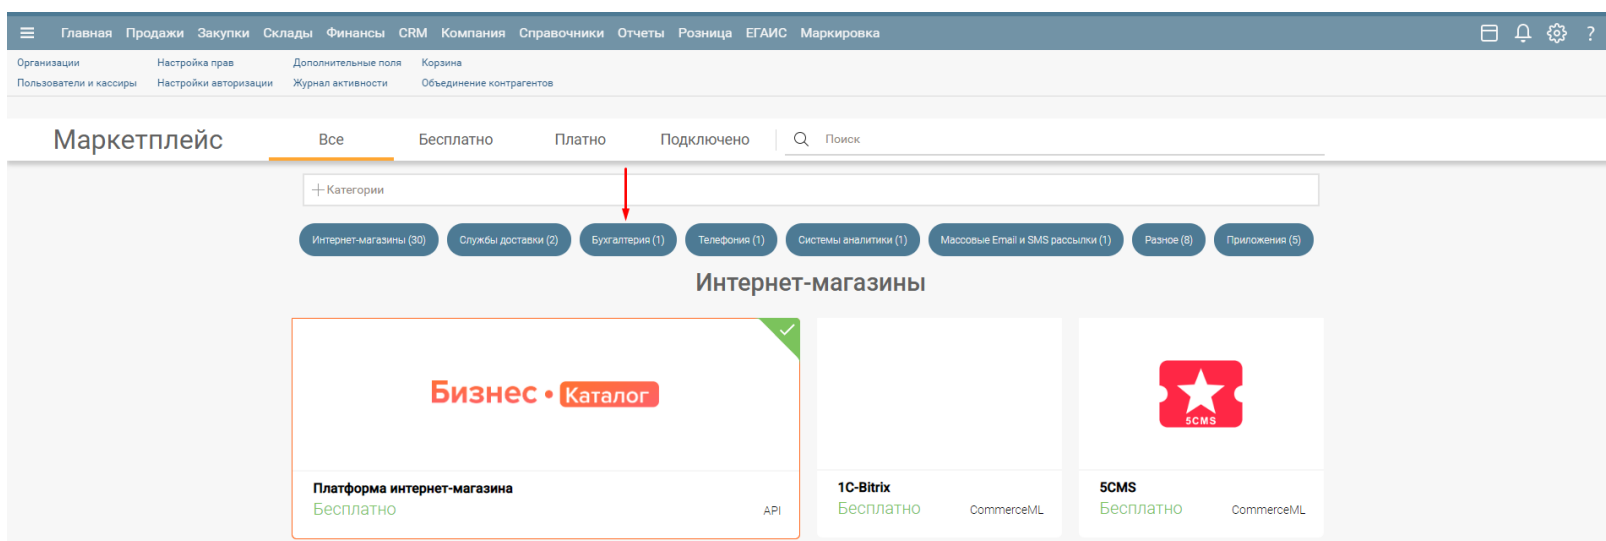 Главная Продажи Закупки Склады Финансы CRM Компания Справочники Отчеты Розница ЕГАИС Маркировка ?
Организации Настройка прав Дополнительные поля Корзина
Пользователи и кассиры Настройки авторизации Журнал активности Объединение контрагентов
Маркетплейс Все Бесплатно Платно Подключено Поиск
+Категории
Интернет-магазины (30) Службы доставки (2) Бухгалтерия (1) Телефония (1) Системы аналитики (1) Массовые Email и SMS рассылки (1) Разное (8) Приложения (5)
Интернет-магазины
Бизнес • Каталог
5CMS
Платформа интернет-магазина 1C-Bitrix 5CMS
Бесплатно API Бесплатно CommerceML Бесплатно CommerceML